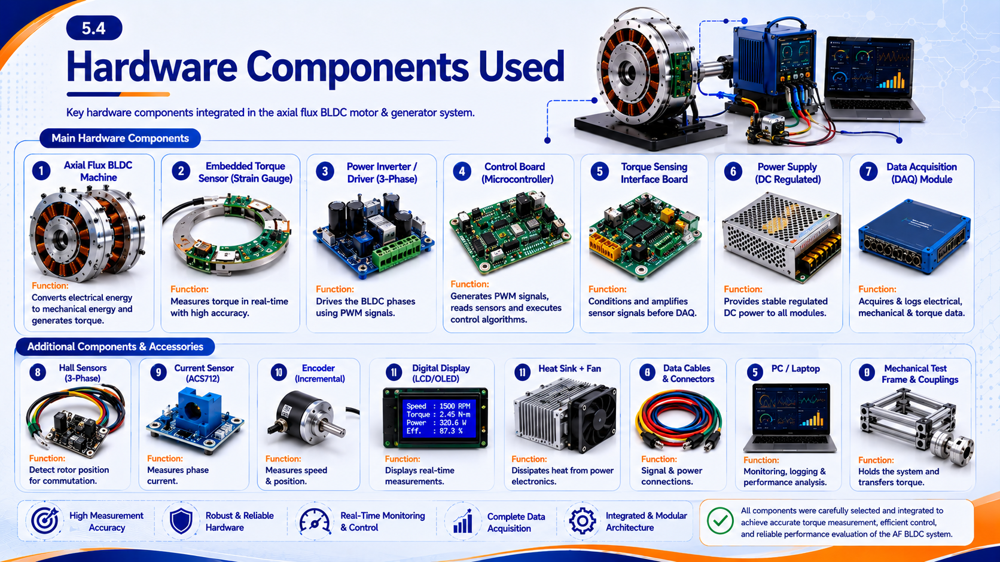 5.4
Hardware Components Used
Key hardware components integrated in the axial flux BLDC motor & generator system.
Main Hardware Components
1
Axial Flux BLDC
Machine
Function:
Converts electrical energy
to mechanical energy and
generates torque.
2
Embedded Torque
Sensor (Strain Gauge)
Function:
Measures torque in real-time
with high accuracy.
3
Power Inverter /
Driver (3-Phase)
Function:
Drives the BLDC phases
using PWM signals.
4
Control Board
(Microcontroller)
Function:
Generates PWM signals,
reads sensors and executes
control algorithms.
5
Torque Sensing
Interface Board
Function:
Conditions and amplifies
sensor signals before DAQ.
6
Power Supply
(DC Regulated)
Function:
Provides stable regulated
DC power to all modules.
7
Data Acquisition
(DAQ) Module
Function:
Acquires & logs electrical,
mechanical & torque data.
Additional Components & Accessories
8
Hall Sensors
(3-Phase)
Function:
Detect rotor position
for commutation.
9
Current Sensor
(ACS712)
Function:
Measures phase
current.
10
Encoder
(Incremental)
Function:
Measures speed
& position.
11
Digital Display
(LCD/OLED)
Speed : 1500 RPM
Torque : 2.45 N-m
Power : 320.6 W
Eff. : 87.3 %
Function:
Displays real-time
measurements.
11
Heat Sink + Fan
Function:
Dissipates heat from power
electronics.
6
Data Cables
& Connectors
Function:
Signal & power
connections.
5
PC / Laptop
Function:
Monitoring, logging &
performance analysis.
9
Mechanical Test
Frame & Couplings
Function:
Holds the system and
transfers torque.
High Measurement
Accuracy
Robust & Reliable
Hardware
Real-Time Monitoring
& Control
Complete Data
Acquisition
Integrated & Modular
Architecture
All components were carefully selected and integrated to
achieve accurate torque measurement, efficient control,
and reliable performance evaluation of the AF BLDC system.